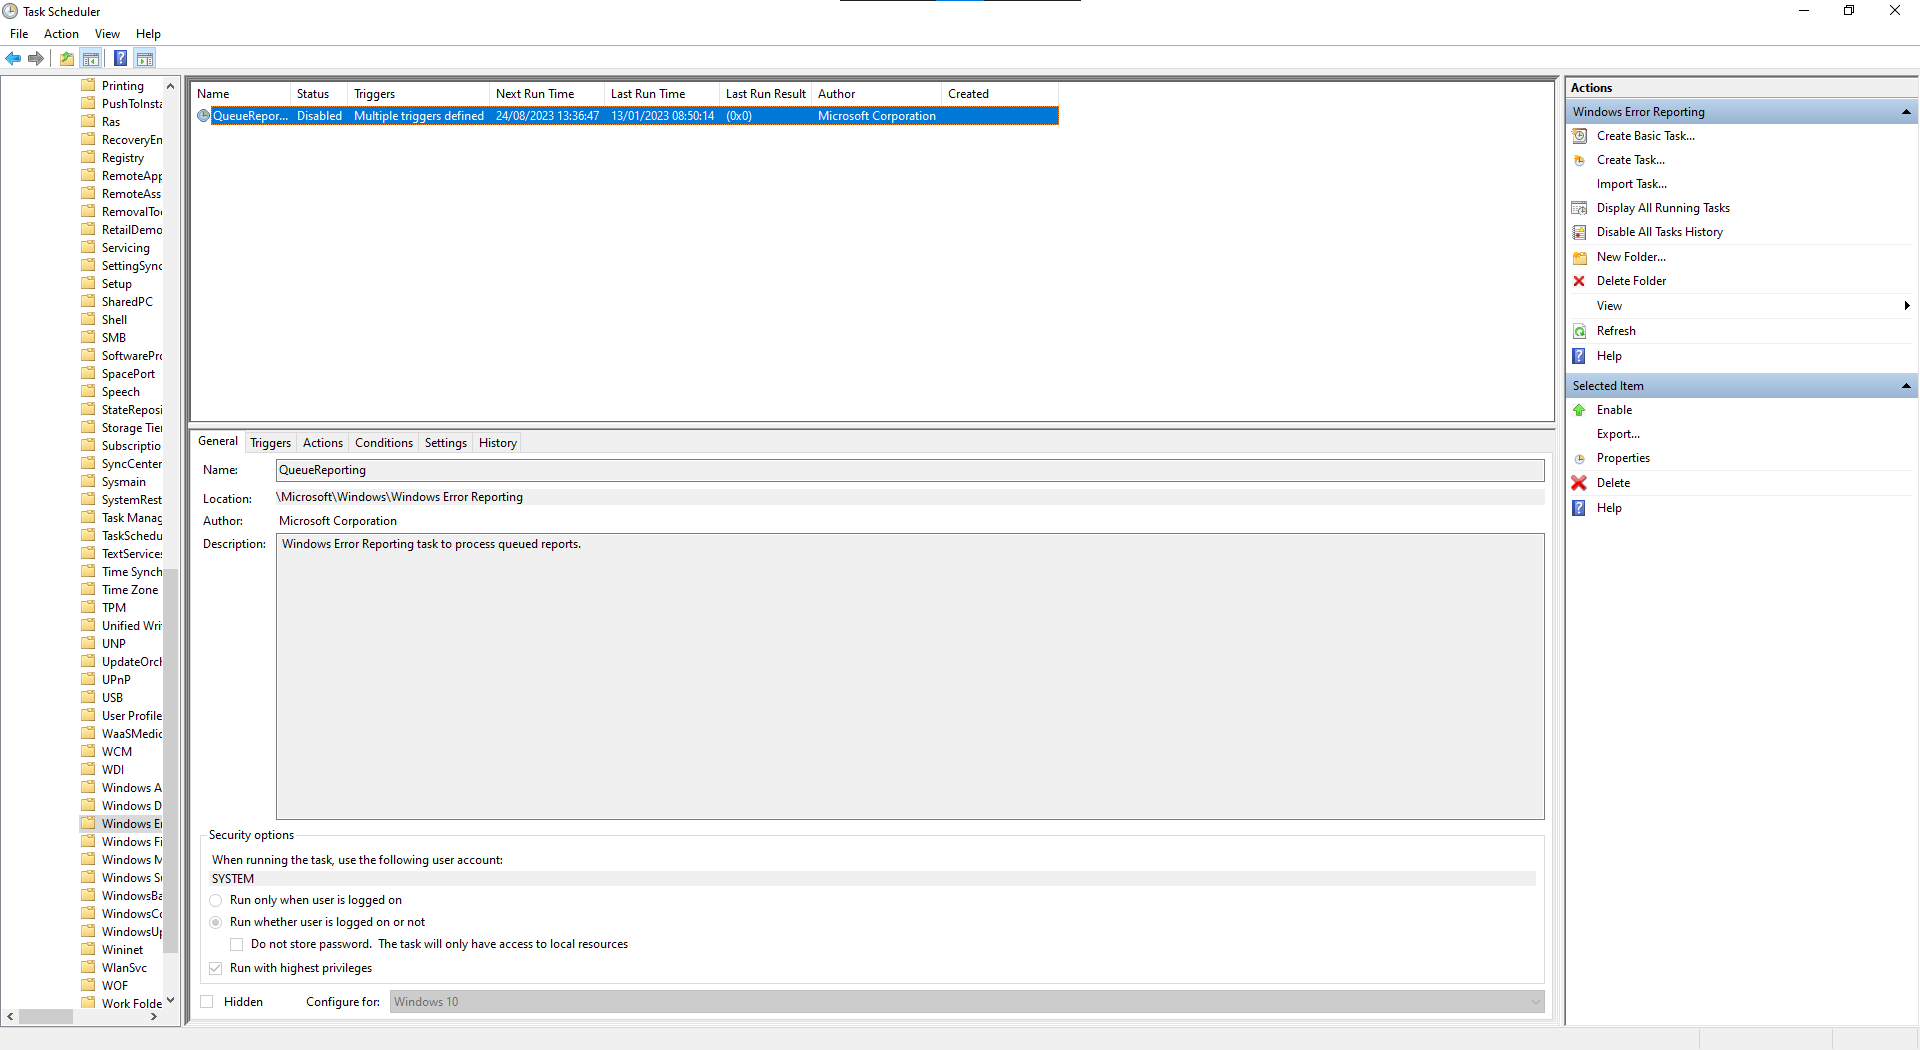 Task Scheduler
File Action View Help
Printing
PushToInsta
Ras
RecoveryEn
Registry
RemoteApp
RemoteAss
RemovalToo
RetailDemo
Servicing
SettingSync
Setup
SharedPC
Shell
SMB
SoftwarePro
SpacePort
Speech
StateReposi
Storage Tier
Subscriptio
SyncCenter
Sysmain
SystemRest
Task Manag
TaskSchedu
TextServices
Time Synch
Time Zone
TPM
Unified Wri
UNP
UpdateOrch
UPnP
USB
User Profile
WaaSMedic
WCM
WDI
Windows A
Windows D
Windows Er
Windows Fi
Windows M
Windows Su
WindowsBa
WindowsCo
WindowsUp
Wininet
WlanSvc
WOF
Work Folde
Name Status Triggers Next Run Time Last Run Time Last Run Result Author Created
QueueRepor... Disabled Multiple triggers defined 24/08/2023 13:36:47 13/01/2023 08:50:14 (0x0) Microsoft Corporation
General Triggers Actions Conditions Settings History
Name: QueueReporting
Location: \Microsoft\Windows\Windows Error Reporting
Author: Microsoft Corporation
Description: Windows Error Reporting task to process queued reports.
Security options
When running the task, use the following user account:
SYSTEM
Run only when user is logged on
Run whether user is logged on or not
Do not store password. The task will only have access to local resources
Run with highest privileges
Hidden Configure for: Windows 10
Actions
Windows Error Reporting
Create Basic Task...
Create Task...
Import Task...
Display All Running Tasks
Disable All Tasks History
New Folder...
Delete Folder
View
Refresh
Help
Selected Item
Enable
Export...
Properties
Delete
Help